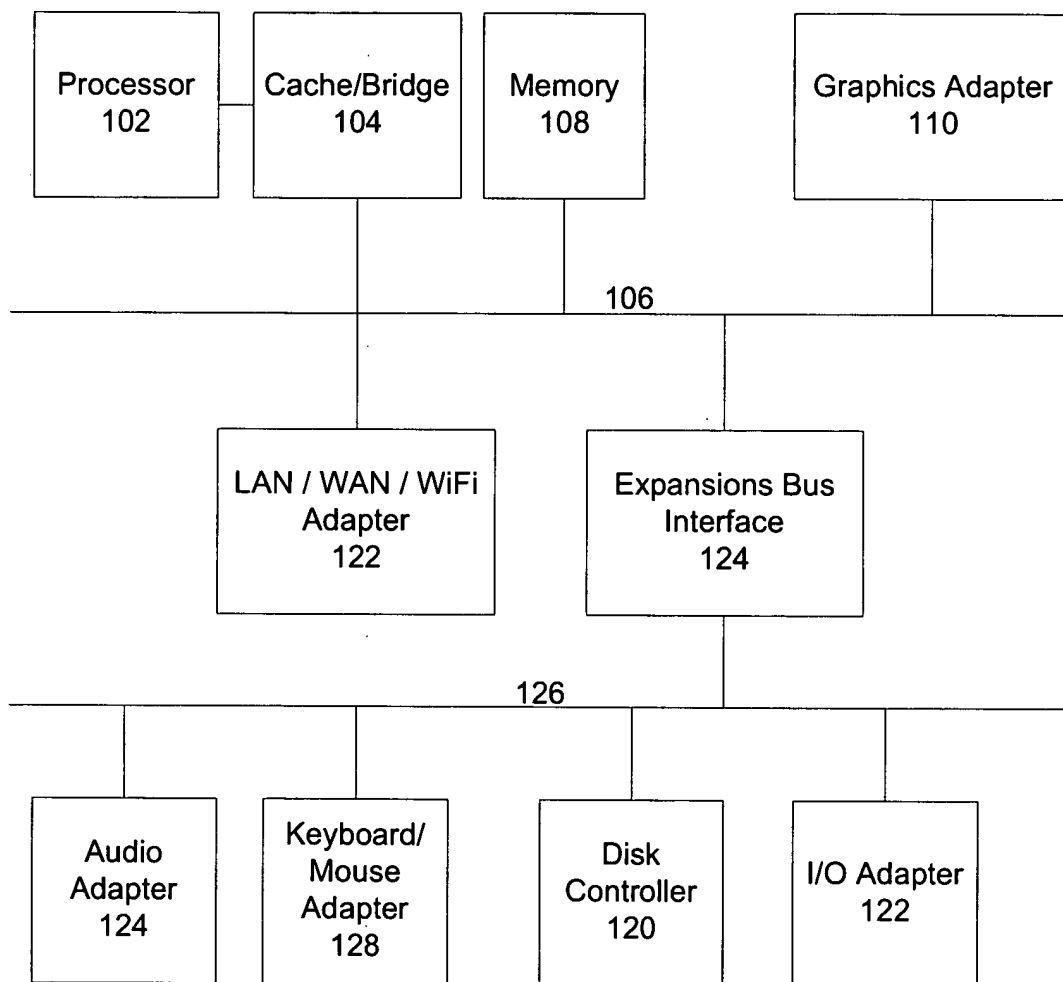 Processor
102
Cache/Bridge
104
Memory
108
Graphics Adapter
110
106
LAN / WAN / WiFi
Adapter
122
Expansions Bus
Interface
124
126
Audio
Adapter
124
Keyboard/
Mouse
Adapter
128
Disk
Controller
120
I/O Adapter
122